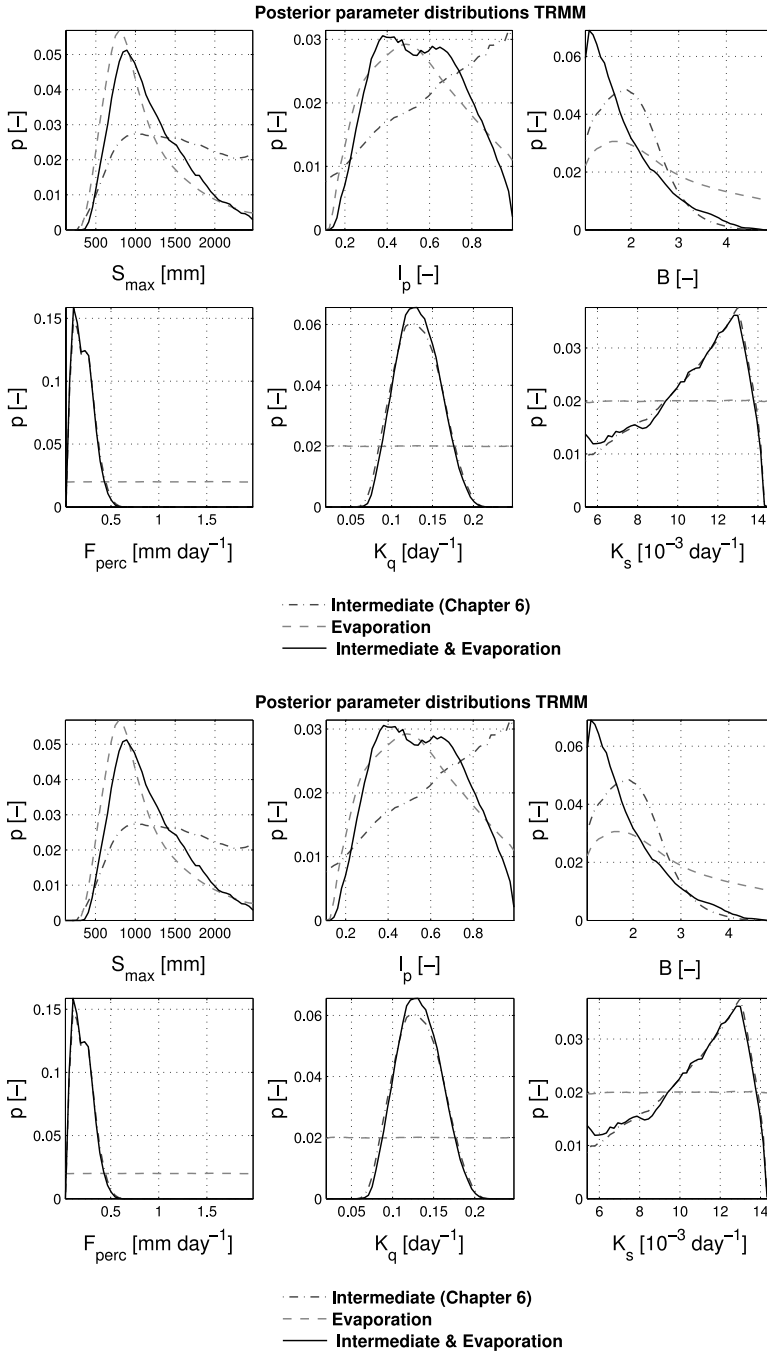 Posterior parameter distributions TRMM
p [–]
0.05
0.04
0.03
0.02
0.01
0
500 1000 1500 2000
S_max [mm]
p [–]
0.03
0.02
0.01
0
0.2 0.4 0.6 0.8
I_p [–]
p [–]
0.06
0.04
0.02
0
2 3 4
B [–]
p [–]
0.15
0.1
0.05
0
0.5 1 1.5
F_perc [mm day⁻¹]
p [–]
0.06
0.04
0.02
0
0.05 0.1 0.15 0.2
K_q [day⁻¹]
p [–]
0.03
0.02
0.01
0
6 8 10 12 14
K_s [10⁻³ day⁻¹]
Intermediate (Chapter 6)
Evaporation
Intermediate & Evaporation
Posterior parameter distributions TRMM
p [–]
0.05
0.04
0.03
0.02
0.01
0
500 1000 1500 2000
S_max [mm]
p [–]
0.03
0.02
0.01
0
0.2 0.4 0.6 0.8
I_p [–]
p [–]
0.06
0.04
0.02
0
2 3 4
B [–]
p [–]
0.15
0.1
0.05
0
0.5 1 1.5
F_perc [mm day⁻¹]
p [–]
0.06
0.04
0.02
0
0.05 0.1 0.15 0.2
K_q [day⁻¹]
p [–]
0.03
0.02
0.01
0
6 8 10 12 14
K_s [10⁻³ day⁻¹]
Intermediate (Chapter 6)
Evaporation
Intermediate & Evaporation